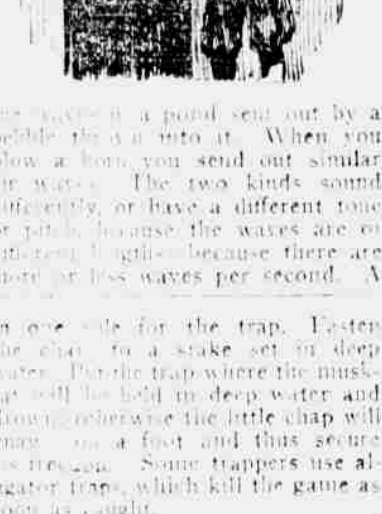 a pond sent out by a
pebble thrown into it. When you
blow a horn you send out similar
air waves. The two kinds sound
differently, or have a different tone
or pitch because the waves are of
different lengths—because there are
more or less waves per second. A
in one side for the trap. Fasten
the chain to a stake set in deep
water. Put the trap where the musk-
rat will be held in deep water and
drown, otherwise the little chap will
a foot and thus secure
his freedom. Some trappers use al-
ligator traps, which kill the game as
soon as caught.